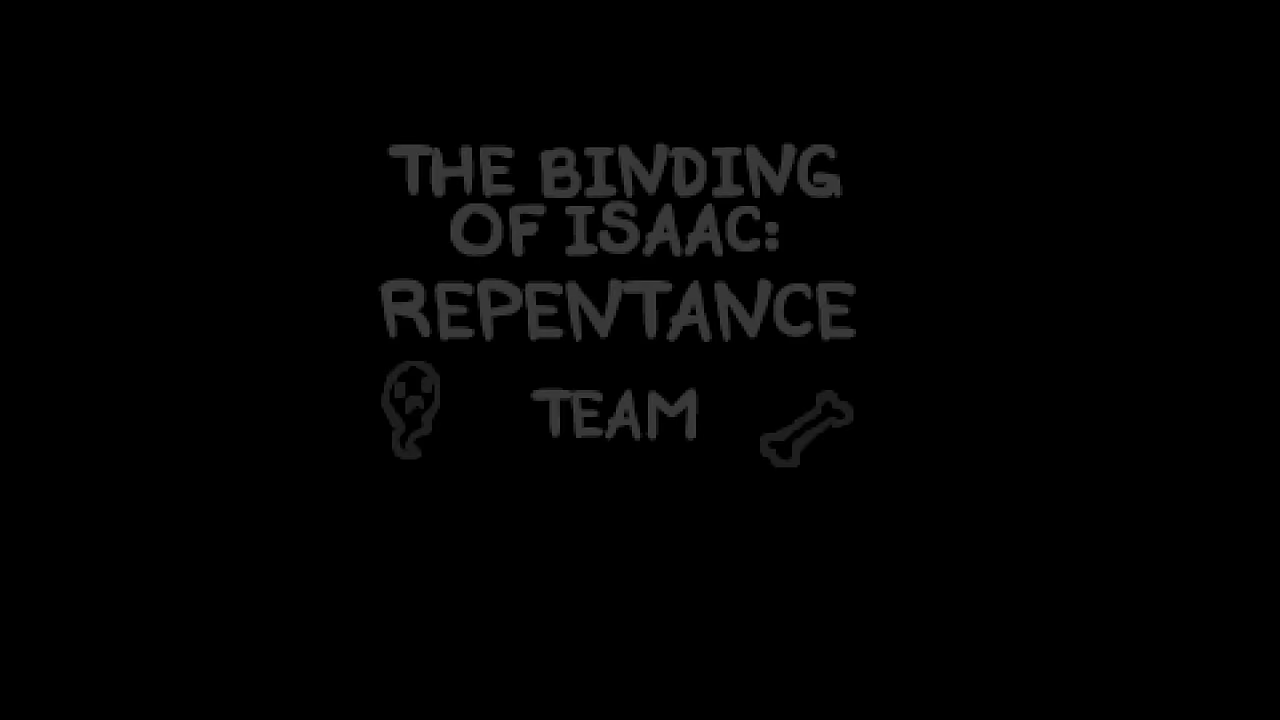 THE BINDING
OF ISAAC:
REPENTANCE
TEAM